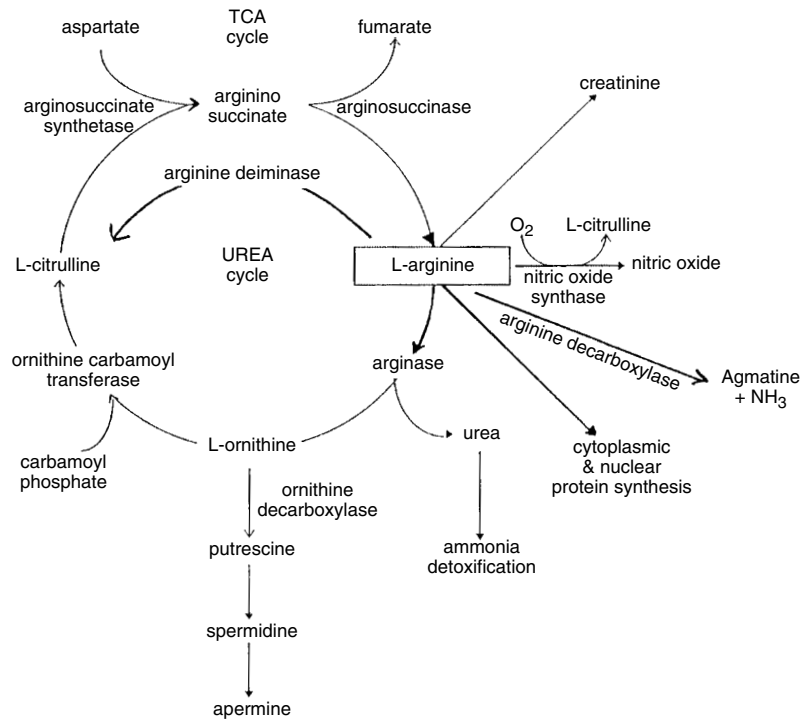 aspartate
TCA
cycle
fumarate
arginosuccinate
synthetase
arginino
succinate
arginosuccinase
creatinine
arginine deiminase
L-citrulline
UREA
cycle
L-arginine
O2
L-citrulline
nitric oxide
nitric oxide
synthase
arginine decarboxylase
Agmatine
+ NH3
ornithine carbamoyl
transferase
arginase
carbamoyl
phosphate
L-ornithine
urea
cytoplasmic
& nuclear
protein synthesis
ornithine
decarboxylase
putrescine
ammonia
detoxification
spermidine
apermine